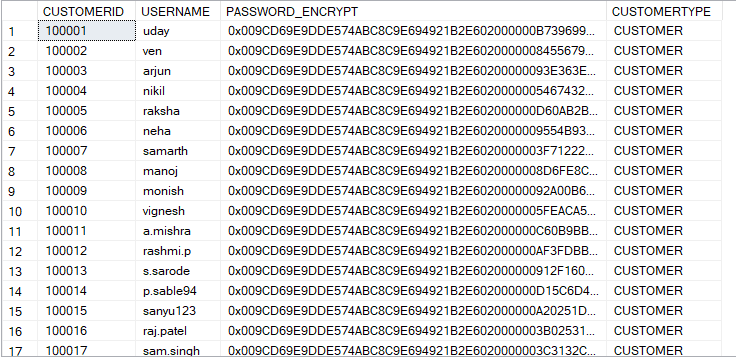 CUSTOMERID USERNAME PASSWORD_ENCRYPT CUSTOMERTYPE
1 100001 uday 0x009CD69E9DDE574ABC8C9E694921B2E602000000B739699... CUSTOMER
2 100002 ven 0x009CD69E9DDE574ABC8C9E694921B2E6020000008455679... CUSTOMER
3 100003 arjun 0x009CD69E9DDE574ABC8C9E694921B2E602000000093E363E... CUSTOMER
4 100004 nikil 0x009CD69E9DDE574ABC8C9E694921B2E6020000005467432... CUSTOMER
5 100005 raksha 0x009CD69E9DDE574ABC8C9E694921B2E602000000D60AB2B... CUSTOMER
6 100006 neha 0x009CD69E9DDE574ABC8C9E694921B2E6020000009554B93... CUSTOMER
7 100007 samarth 0x009CD69E9DDE574ABC8C9E694921B2E6020000003F71222... CUSTOMER
8 100008 manoj 0x009CD69E9DDE574ABC8C9E694921B2E6020000008D6FE8C... CUSTOMER
9 100009 monish 0x009CD69E9DDE574ABC8C9E694921B2E602000000092A00B6... CUSTOMER
10 100010 vignesh 0x009CD69E9DDE574ABC8C9E694921B2E6020000005FEACA5... CUSTOMER
11 100011 a.mishra 0x009CD69E9DDE574ABC8C9E694921B2E602000000C60B9BB... CUSTOMER
12 100012 rashmi.p 0x009CD69E9DDE574ABC8C9E694921B2E602000000AF3FDBB... CUSTOMER
13 100013 s.sarode 0x009CD69E9DDE574ABC8C9E694921B2E602000000912F160... CUSTOMER
14 100014 p.sable94 0x009CD69E9DDE574ABC8C9E694921B2E602000000D15C6D4... CUSTOMER
15 100015 sanyu123 0x009CD69E9DDE574ABC8C9E694921B2E602000000A20251D... CUSTOMER
16 100016 raj.patel 0x009CD69E9DDE574ABC8C9E694921B2E6020000003B02531... CUSTOMER
17 100017 sam.singh 0x009CD69E9DDE574ABC8C9E694921B2E6020000003C3132C... CUSTOMER